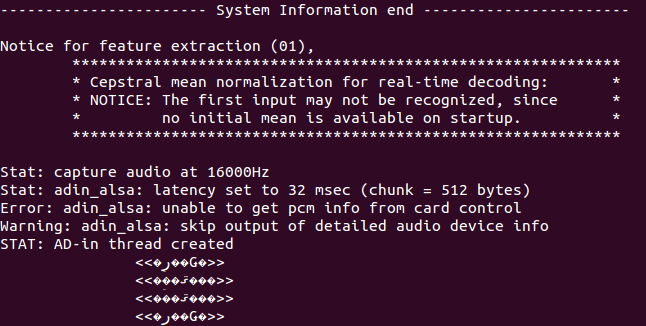 ----------------------- System Information end -----------------------
Notice for feature extraction (01),
*************************************************************
* Cepstral mean normalization for real-time decoding: *
* NOTICE: The first input may not be recognized, since *
* no initial mean is available on startup. *
*************************************************************
Stat: capture audio at 16000Hz
Stat: adin_alsa: latency set to 32 msec (chunk = 512 bytes)
Error: adin_alsa: unable to get pcm info from card control
Warning: adin_alsa: skip output of detailed audio device info
STAT: AD-in thread created